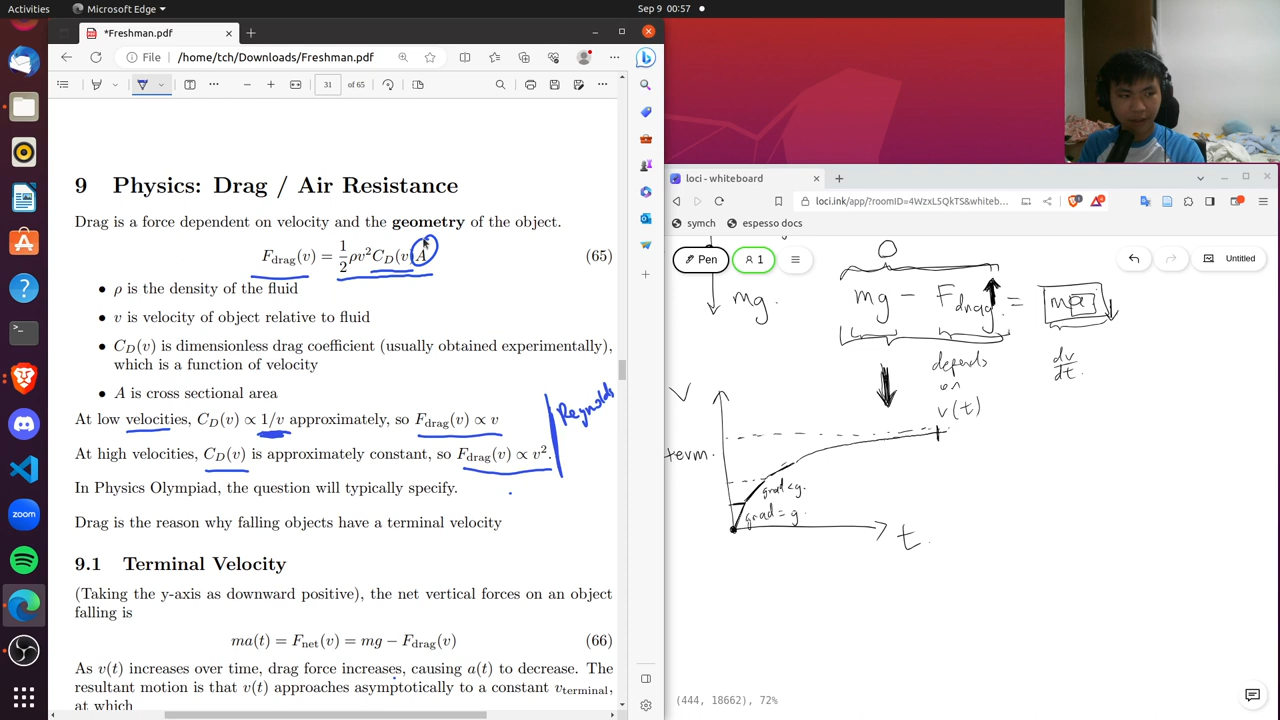 Activities
Microsoft Edge
Sep 9 00:57
*Freshman.pdf
File
/home/tch/Downloads/Freshman.pdf
31 of 65
9 Physics: Drag / Air Resistance
Drag is a force dependent on velocity and the geometry of the object.
F_drag(v) = 1/2 ρv²C_D(v)A (65)
• ρ is the density of the fluid
• v is velocity of object relative to fluid
• C_D(v) is dimensionless drag coefficient (usually obtained experimentally),
which is a function of velocity
• A is cross sectional area
At low velocities, C_D(v) ∝ 1/v approximately, so F_drag(v) ∝ v
At high velocities, C_D(v) is approximately constant, so F_drag(v) ∝ v².
Reynolds
In Physics Olympiad, the question will typically specify.
Drag is the reason why falling objects have a terminal velocity
9.1 Terminal Velocity
(Taking the y-axis as downward positive), the net vertical forces on an object
falling is
ma(t) = F_net(v) = mg − F_drag(v) (66)
As v(t) increases over time, drag force increases, causing a(t) to decrease. The
resultant motion is that v(t) approaches asymptotically to a constant v_terminal,
at which
zoom
loci - whiteboard
loci.ink/app/?roomID=4WzxL5QkTS&whiteb...
symch
espesso docs
Pen
1
Untitled
0
mg
mg - F_drag = ma
depends
on
v(t)
dv
dt
V
term.
grad < g.
grad = g.
t
(444, 18662), 72%